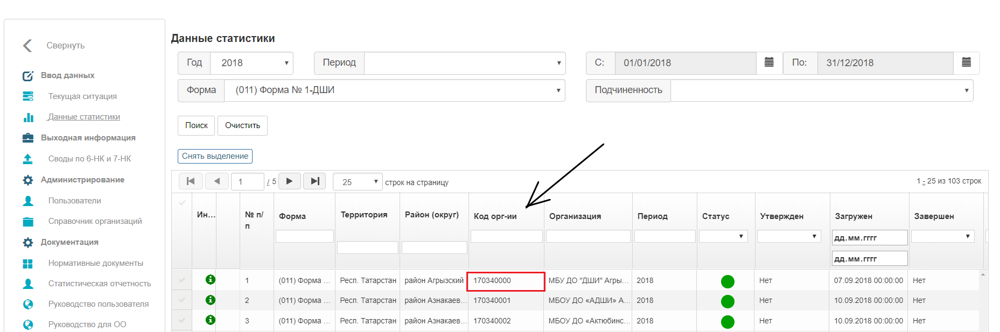 Свернуть
Ввод данных
Текущая ситуация
Данные статистики
Выходная информация
Своды по 6-НК и 7-НК
Администрирование
Пользователи
Справочник организаций
Документация
Нормативные документы
Статистическая отчетность
Руководство пользователя
Руководство для ОО
Данные статистики
Год 2018 Период С: 01/01/2018 По: 31/12/2018
Форма (011) Форма № 1-ДШИ Подчиненность
Поиск Очистить
Снять выделение
1 / 5 25 строк на страницу 1 - 25 из 103 строк
Ин... № п/п Форма Территория Район (округ) Код орг-ии Организация Период Статус Утвержден Загружен Завершен
дд.мм.гггг
дд.мм.гггг
1 (011) Форма ... Респ. Татарстан район Агрызский 170340000 МБУ ДО "ДШИ" Агры... 2018 Нет 07.09.2018 00:00:00 Нет
2 (011) Форма ... Респ. Татарстан район Азнакаев... 170340001 МБОУ ДО «АДШИ» А... 2018 Нет 10.09.2018 00:00:00 Нет
3 (011) Форма ... Респ. Татарстан район Азнакаев... 170340002 МБОУ ДО «Актюбинс... 2018 Нет 10.09.2018 00:00:00 Нет